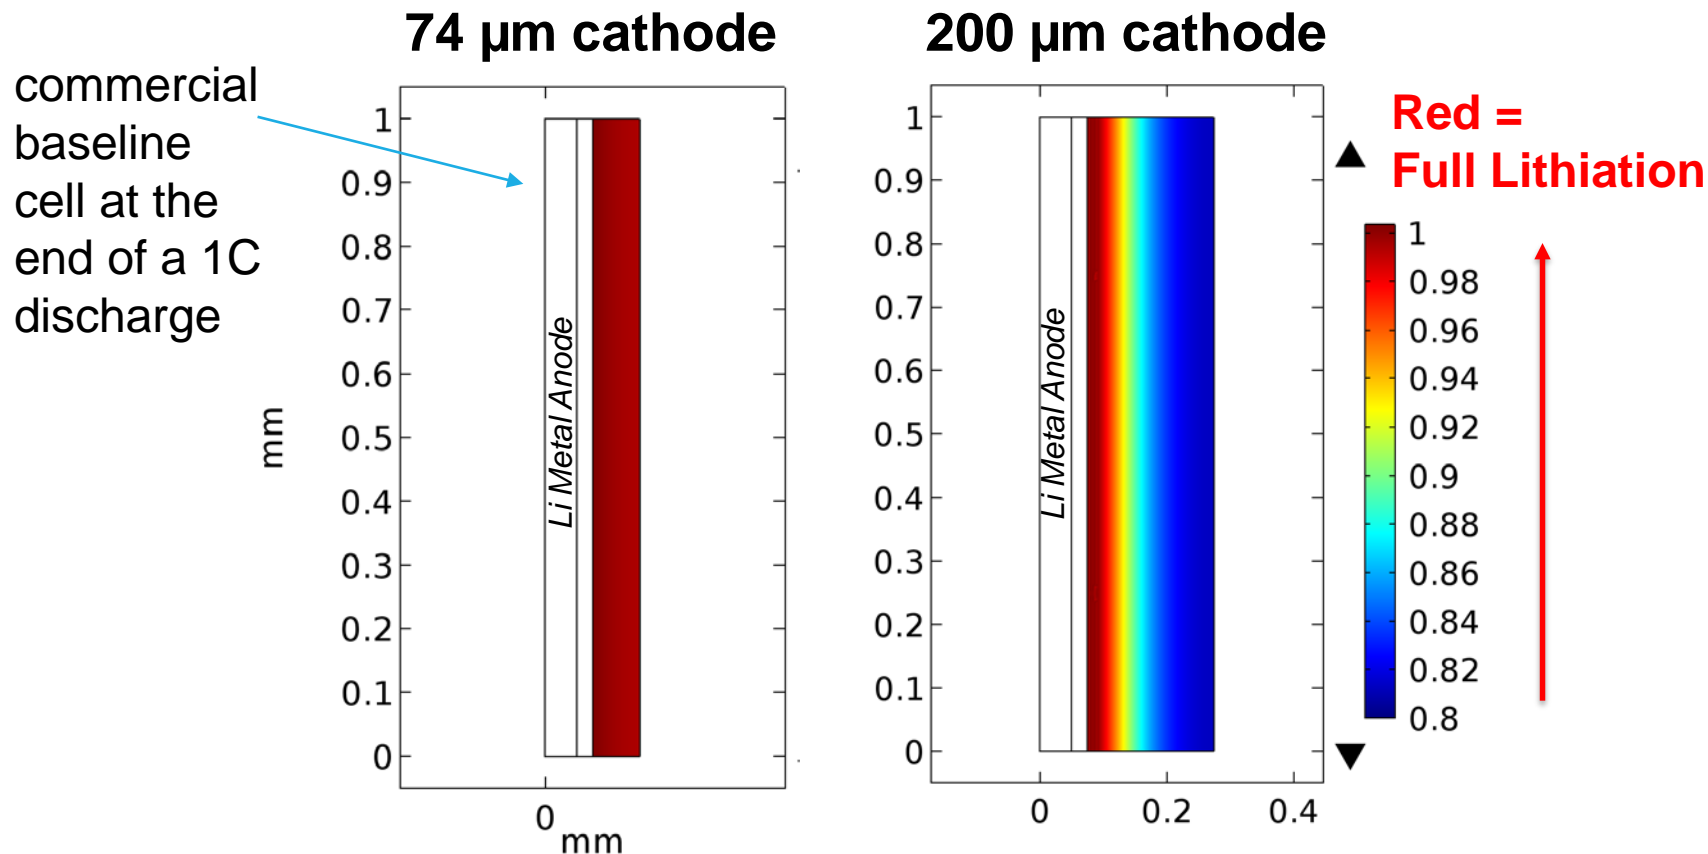 74 µm cathode
200 µm cathode
commercial
baseline
cell at the
end of a 1C
discharge
1
0.9
0.8
0.7
0.6
0.5
0.4
0.3
0.2
0.1
0
mm
Li Metal Anode
0
mm
1
0.9
0.8
0.7
0.6
0.5
0.4
0.3
0.2
0.1
0
Li Metal Anode
0
0.2
0.4
Red =
Full Lithiation
1
0.98
0.96
0.94
0.92
0.9
0.88
0.86
0.84
0.82
0.8